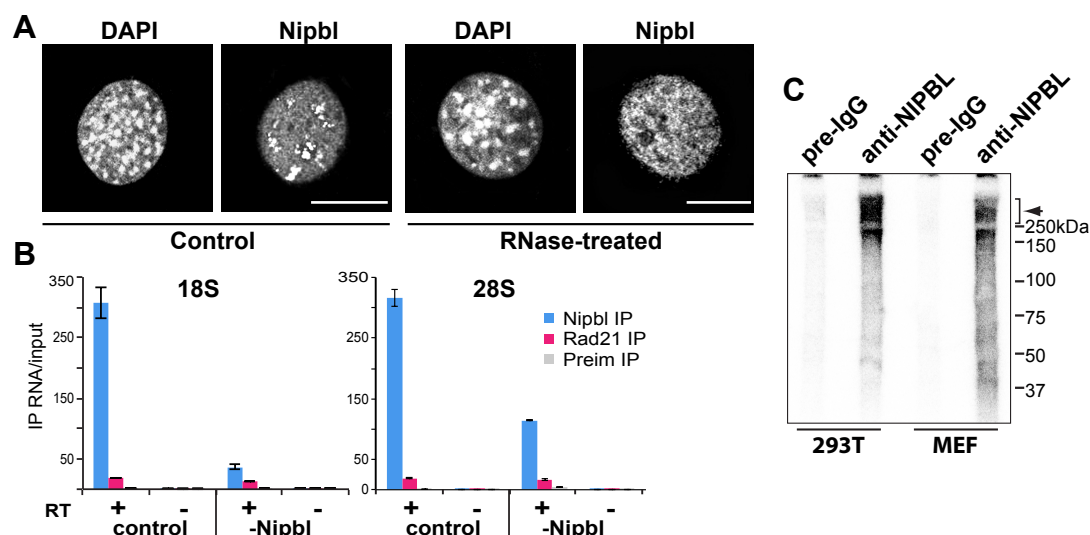 A
DAPI
Nipbl
DAPI
Nipbl
Control
RNase-treated
B
350
250
150
50
IP RNA/input
18S
350
250
150
50
0
28S
Nipbl IP
Rad21 IP
Preim IP
RT + - + - + - + -
control -Nipbl control -Nipbl
C
pre-IgG anti-NIPBL pre-IgG anti-NIPBL
250kDa
150
100
75
50
37
293T MEF